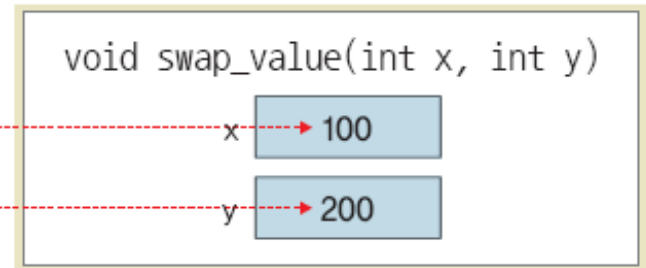 void swap_value(int x, int y)
x 100
y 200